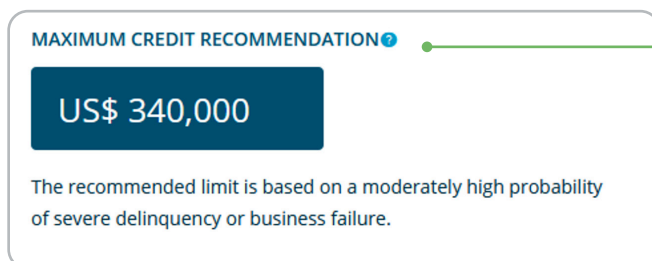 MAXIMUM CREDIT RECOMMENDATION?
US$ 340,000
The recommended limit is based on a moderately high probability
of severe delinquency or business failure.